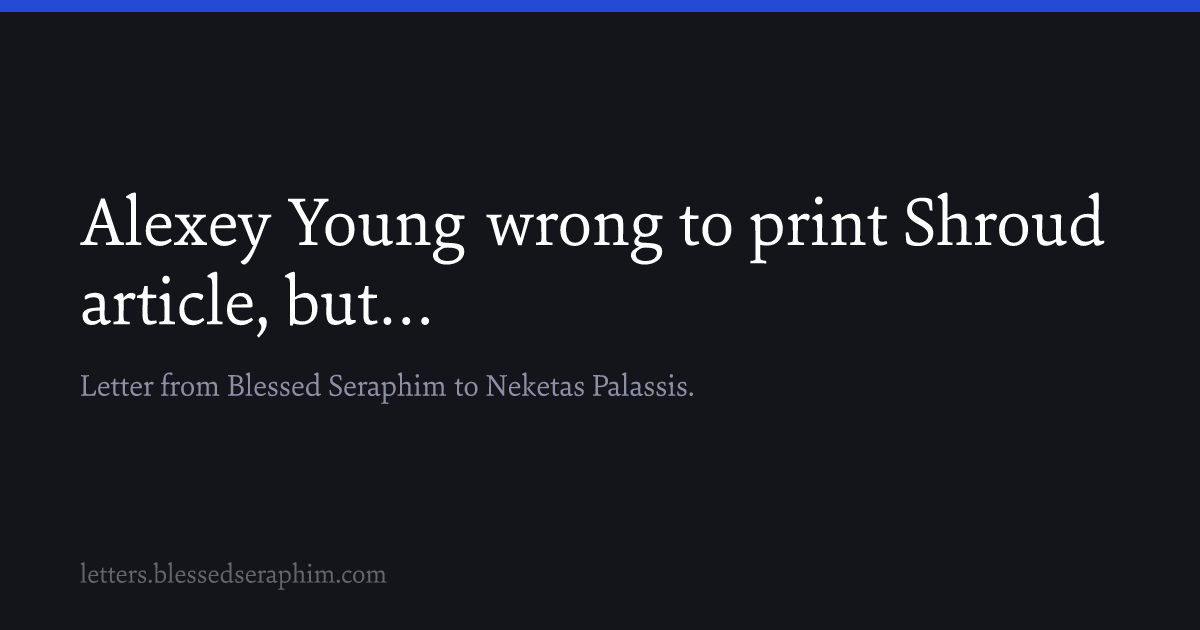 Alexey Young wrong to print Shroud
article, but…
Letter from Blessed Seraphim to Neketas Palassis.
letters.blessedseraphim.com